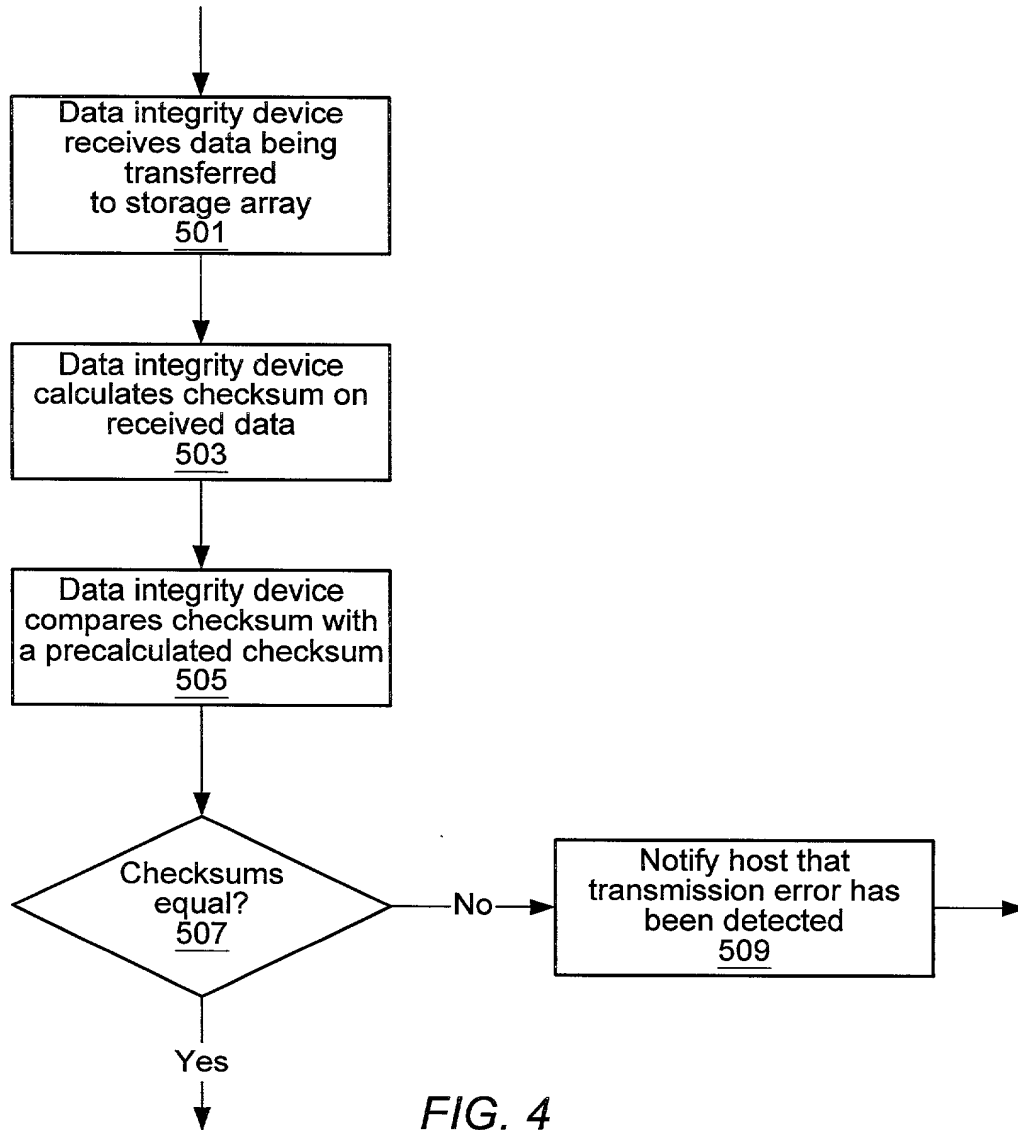 Data integrity device
receives data being
transferred
to storage array
501
Data integrity device
calculates checksum on
received data
503
Data integrity device
compares checksum with
a precalculated checksum
505
Checksums
equal?
507
No
Notify host that
transmission error has
been detected
509
Yes
FIG. 4